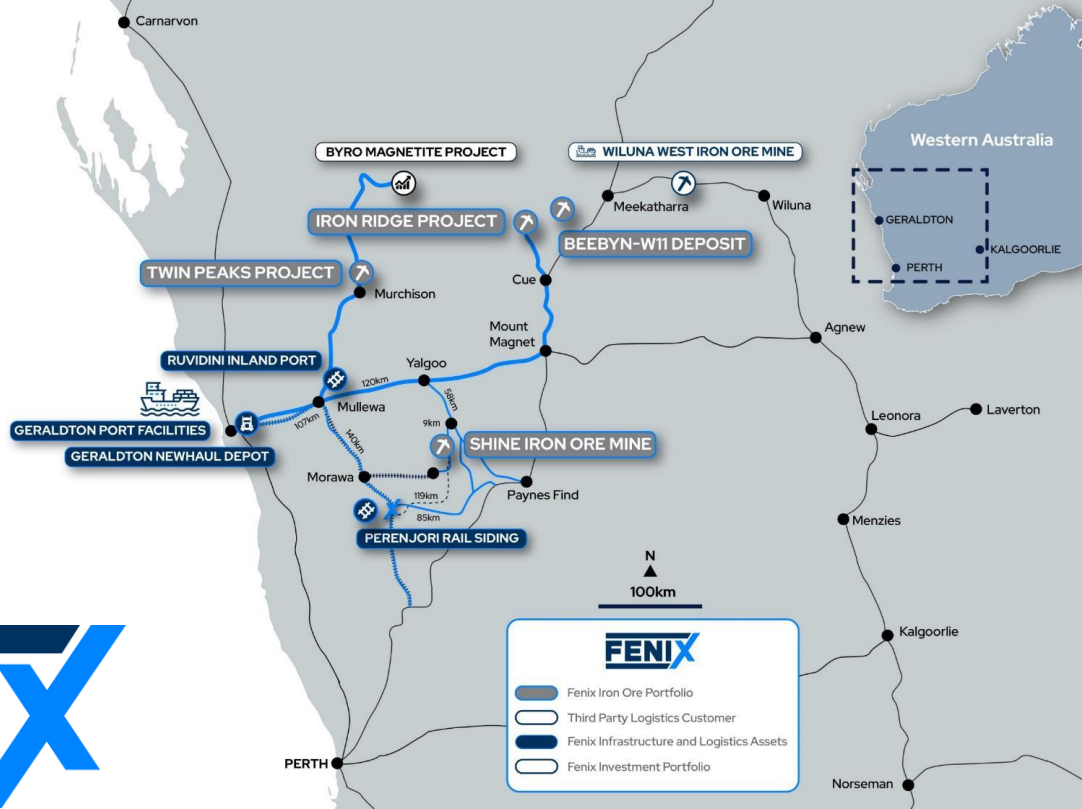 Carnarvon
Western Australia
BYRO MAGNETITE PROJECT
WILUNA WEST IRON ORE MINE
Meekatharra
Wiluna
IRON RIDGE PROJECT
GERALDTON
BEEBYN-W11 DEPOSIT
KALGOORLIE
TWIN PEAKS PROJECT
PERTH
Cue
Murchison
Mount
Magnet
Agnew
RUVIDINI INLAND PORT
Yalgoo
120km
58km
Mullewa
107km
9km
140km
Laverton
Leonora
GERALDTON PORT FACILITIES
SHINE IRON ORE MINE
GERALDTON NEWHAUL DEPOT
Morawa
119km
Paynes Find
85km
Menzies
PERENJORI RAIL SIDING
N
100km
Kalgoorlie
FENIX
Fenix Iron Ore Portfolio
Third Party Logistics Customer
Fenix Infrastructure and Logistics Assets
Fenix Investment Portfolio
PERTH
Norseman